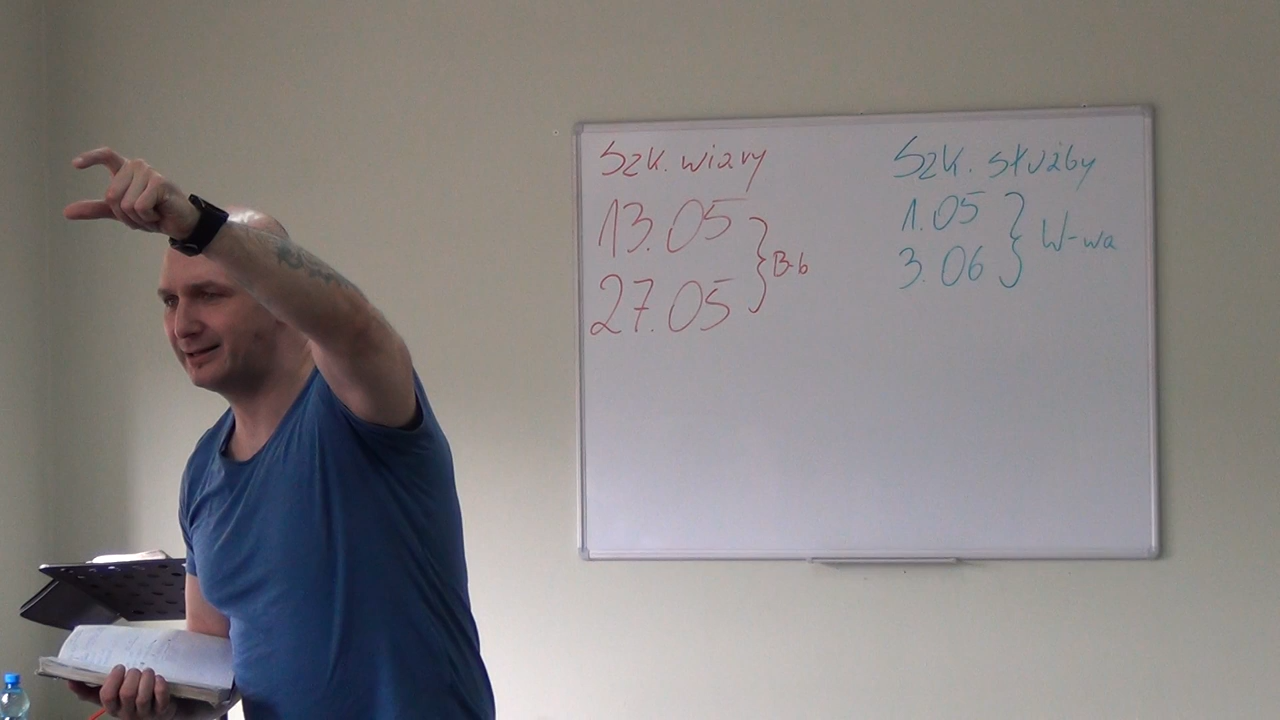 Szk. wiary
13.05
27.05
B-b
Szk. służby
1.05
3.06
W-wa